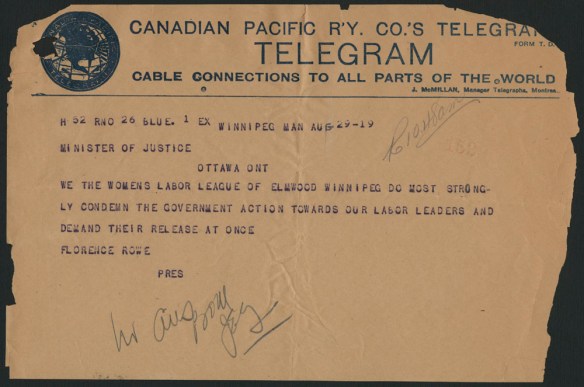 CANADIAN PACIFIC R'Y. CO.'S TELEGRA
FORM T. D.
TELEGRAM
CABLE CONNECTIONS TO ALL PARTS OF THE WORLD
J. McMILLAN, Manager Telegraphs, Montrea
H 52 RNO 26 BLUE. 1 EX WINNIPEG MAN AUG 29-19
MINISTER OF JUSTICE
OTTAWA ONT
WE THE WOMENS LABOR LEAGUE OF ELMWOOD WINNIPEG DO MOST STRONG-
LY CONDEMN THE GOVERNMENT ACTION TOWARDS OUR LABOR LEADERS AND
DEMAND THEIR RELEASE AT ONCE
FLORENCE ROWE
PRES